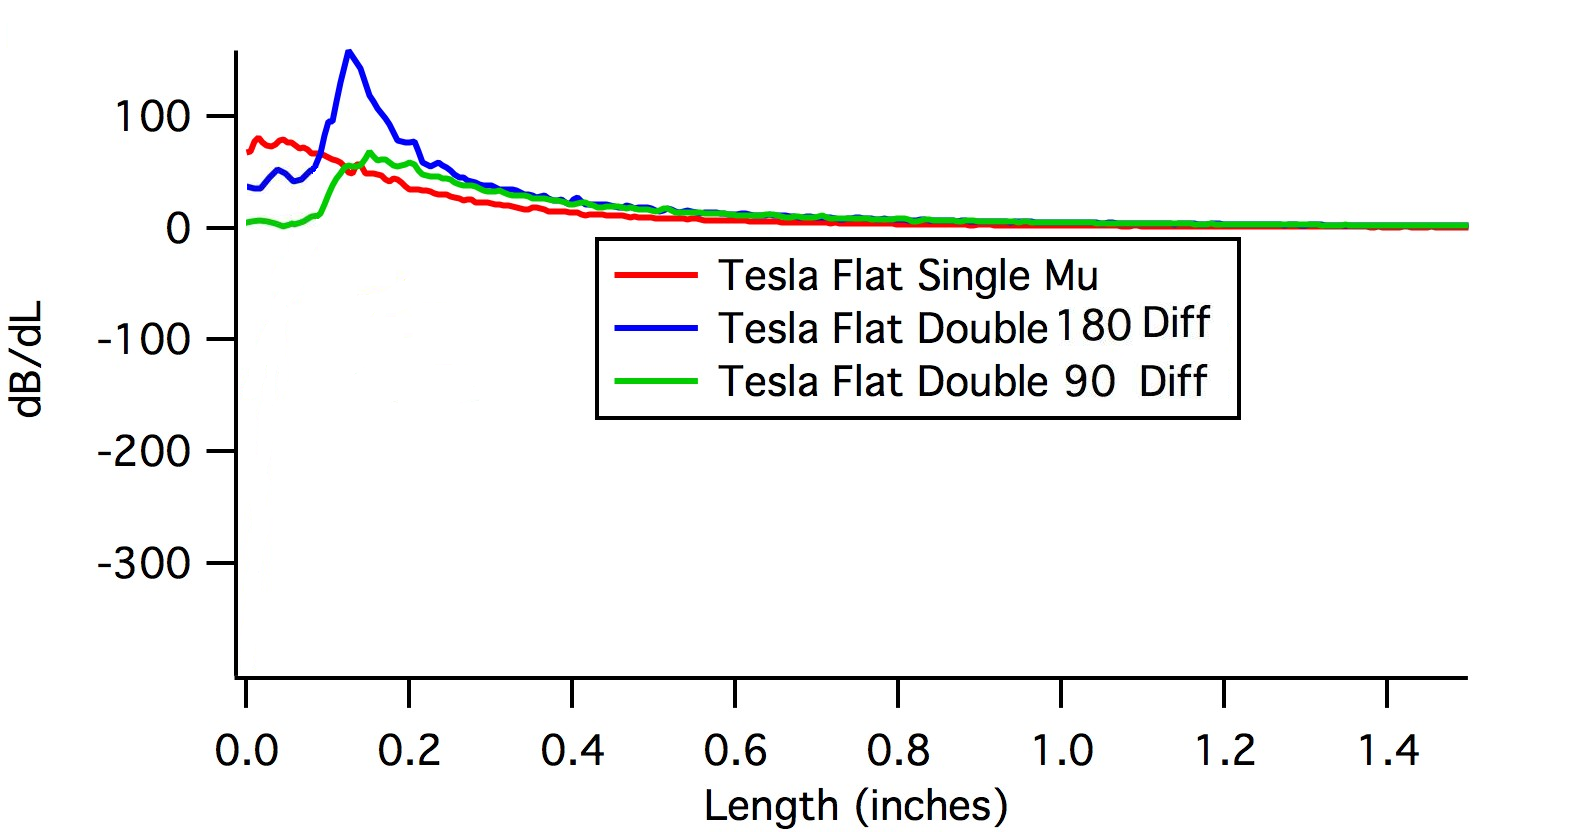 dB/dL
100
0
-100
-200
-300
Tesla Flat Single Mu
Tesla Flat Double 180 Diff
Tesla Flat Double 90 Diff
0.0 0.2 0.4 0.6 0.8 1.0 1.2 1.4
Length (inches)